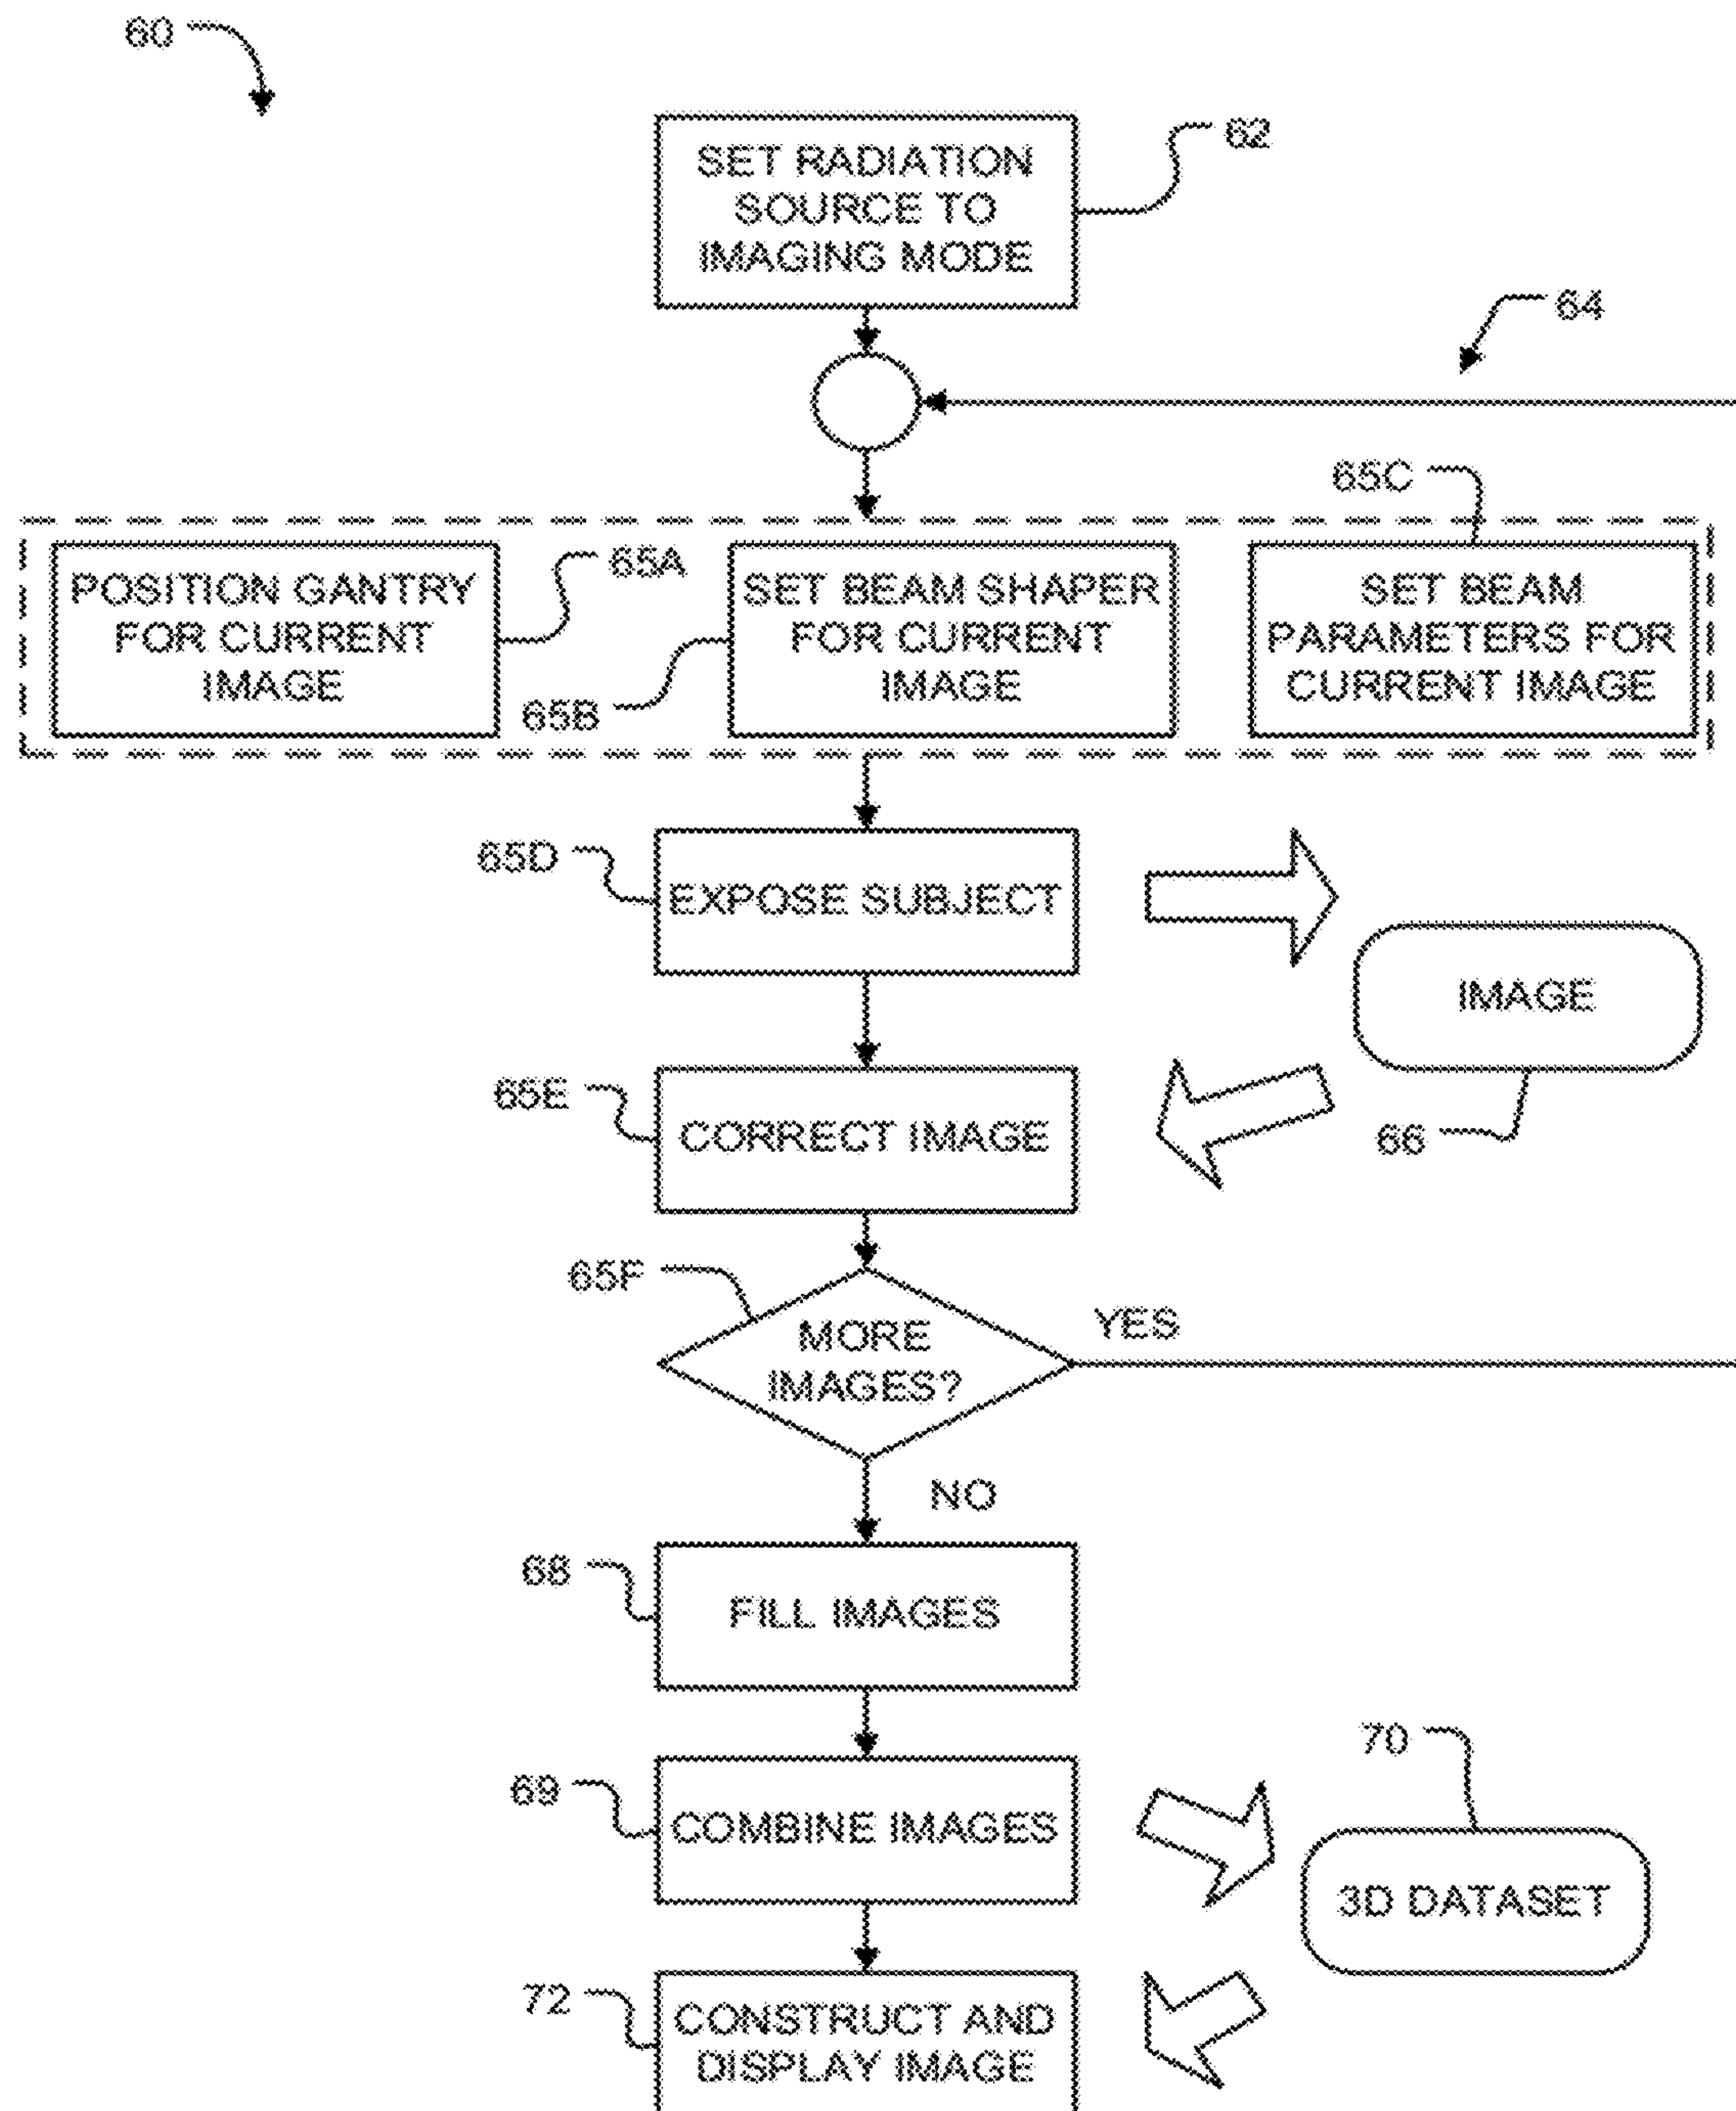 60
SET RADIATION
SOURCE TO
IMAGING MODE
62
64
65C
POSITION GANTRY
FOR CURRENT
IMAGE
65A
65B
SET BEAM SHAPER
FOR CURRENT
IMAGE
SET BEAM
PARAMETERS FOR
CURRENT IMAGE
65D
EXPOSE SUBJECT
IMAGE
66
65E
CORRECT IMAGE
65F
MORE
IMAGES?
YES
NO
68
FILL IMAGES
69
COMBINE IMAGES
70
3D DATASET
72
CONSTRUCT AND
DISPLAY IMAGE